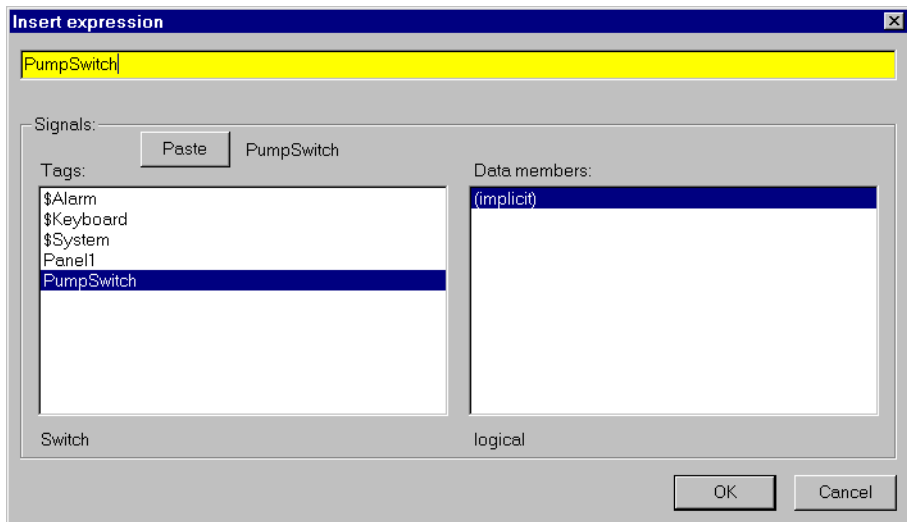 Insert expression
PumpSwitch
Signals:
Paste PumpSwitch
Tags:
$Alarm
$Keyboard
$System
Panel1
PumpSwitch
Switch
Data members:
(implicit)
logical
OK Cancel